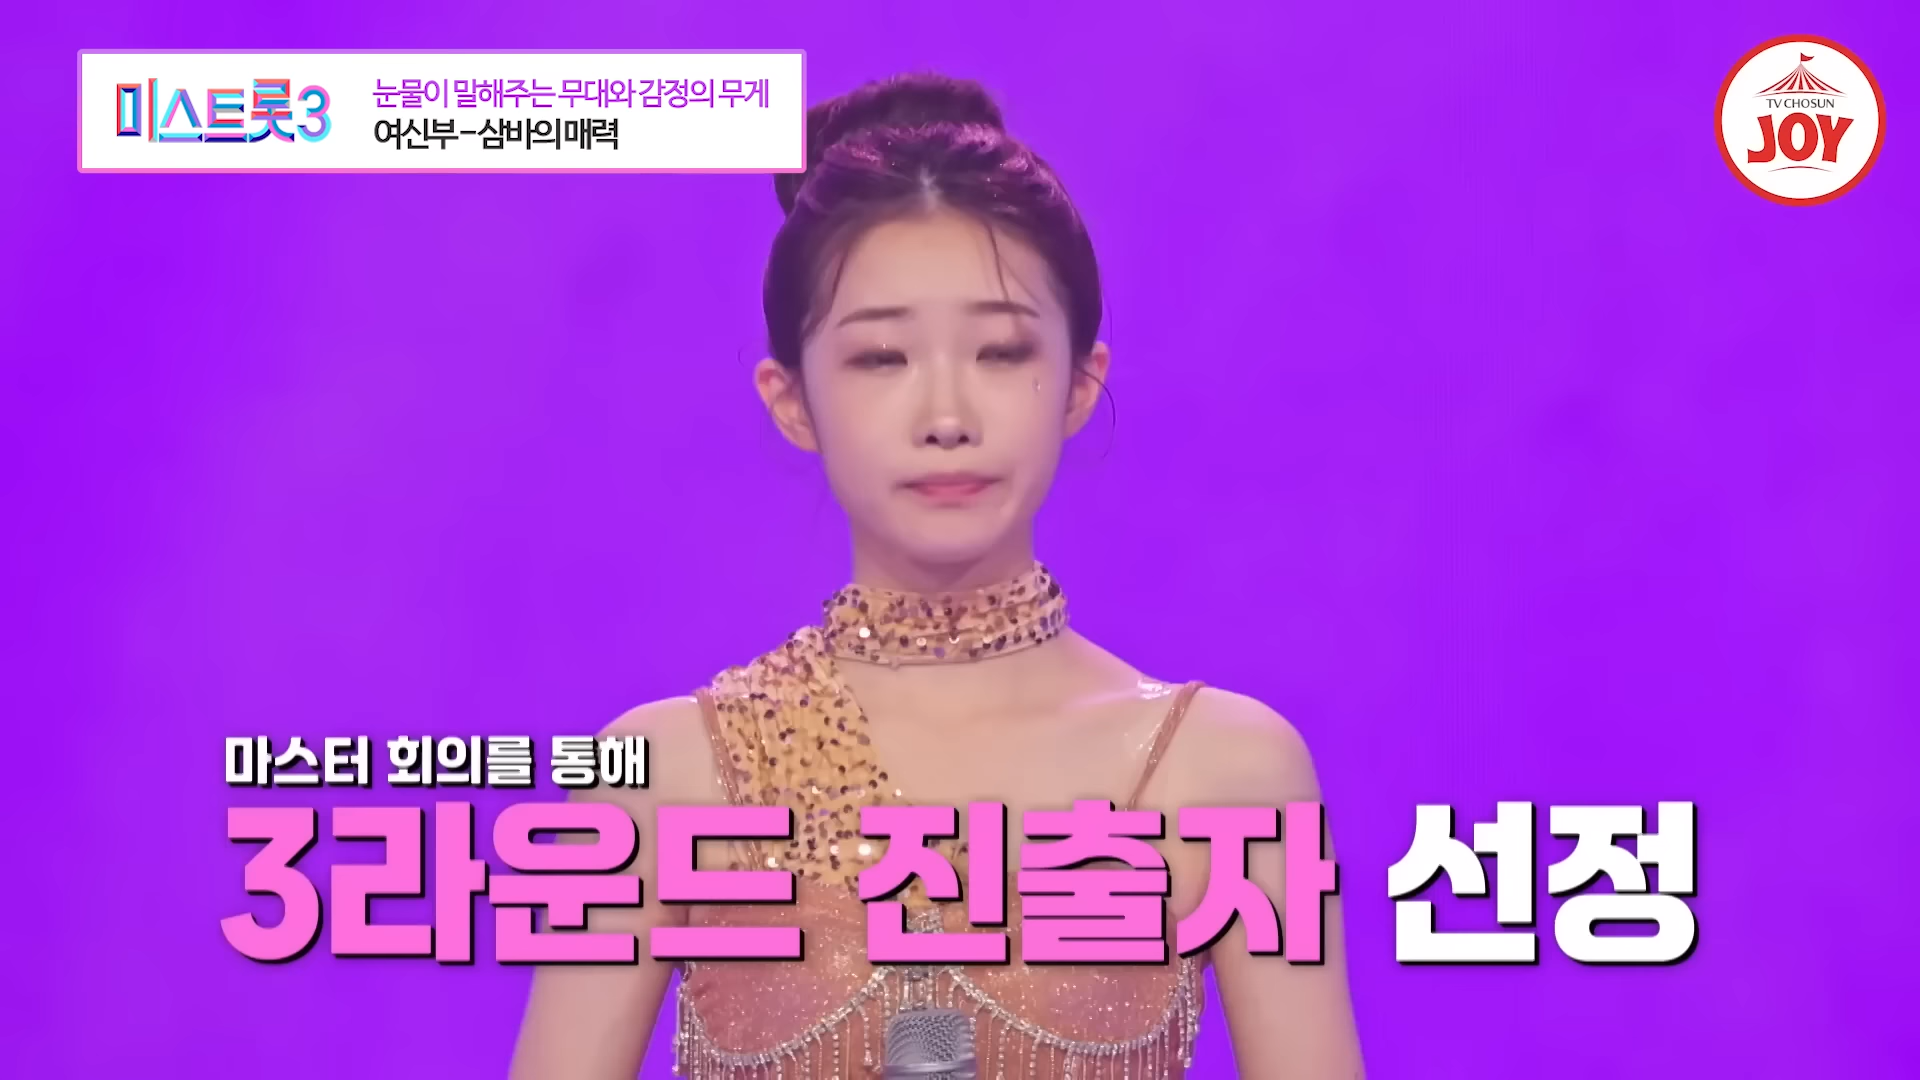 미스트롯3
눈물이 말해주는 무대와 감정의 무게
여신부-삼바의 매력
TV CHOSUN
JOY
마스터 회의를 통해
3라운드 진출자 선정